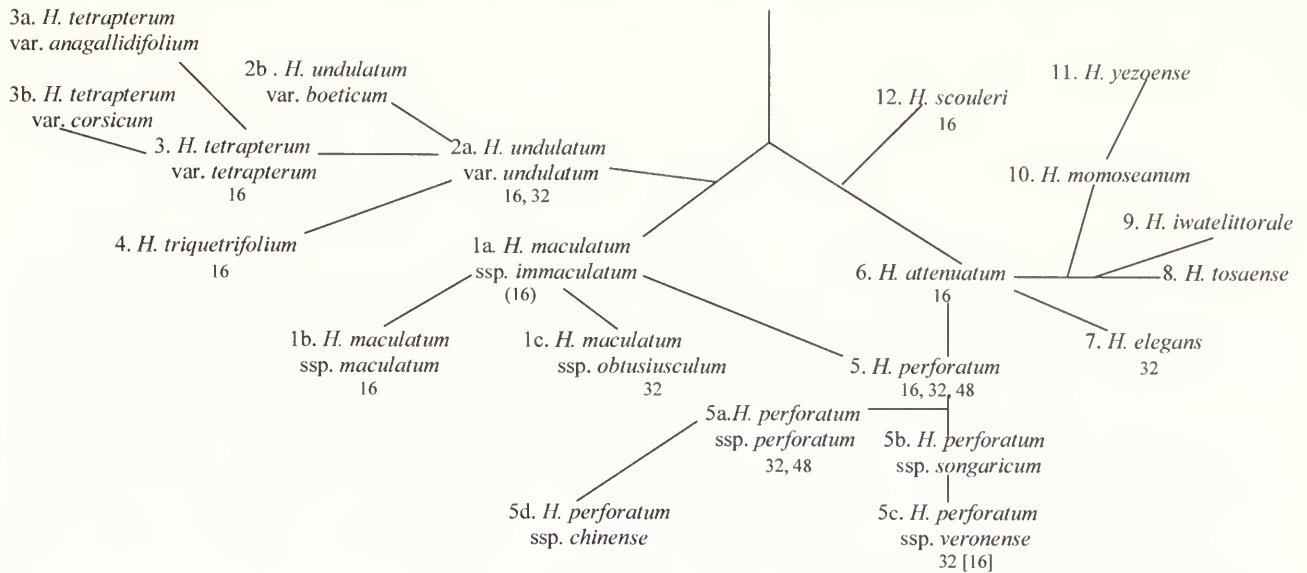 3a. H. tetrapterum
var. anagallidifolium
2b . H. undulatum
var. boeticum
3b. H. tetrapterum
var. corsicum
3. H. tetrapterum
var. tetrapterum
16
2a. H. undulatum
var. undulatum
16, 32
4. H. triquetrifolium
16
1a. H. maculatum
ssp. immaculatum
(16)
1b. H. maculatum
ssp. maculatum
16
1c. H. maculatum
ssp. obtusiusculum
32
12. H. scouleri
16
11. H. yezoense
10. H. momoseanum
9. H. iwatelittorale
8. H. tosaense
6. H. attenuatum
16
7. H. elegans
32
5. H. perforatum
16, 32, 48
5a.H. perforatum
ssp. perforatum
32, 48
5b. H. perforatum
ssp. songaricum
5d. H. perforatum
ssp. chinense
5c. H. perforatum
ssp. veronense
32 [16]